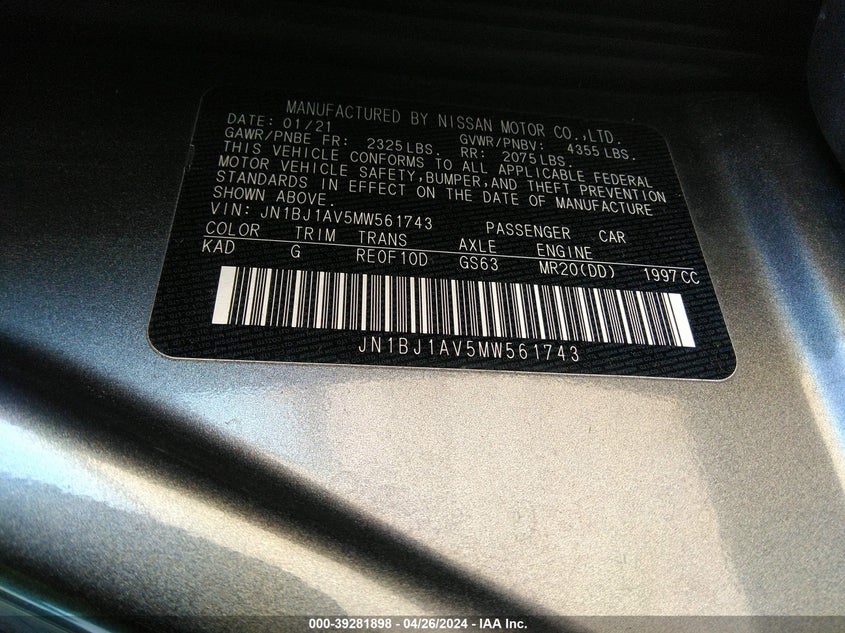 MANUFACTURED BY NISSAN MOTOR CO.,LTD.
DATE: 01/21 GVWR/PNBV: 4355 LBS.
GAWR/PNBE FR: 2325 LBS. RR: 2075 LBS.
THIS VEHICLE CONFORMS TO ALL APPLICABLE FEDERAL
MOTOR VEHICLE SAFETY, BUMPER, AND THEFT PREVENTION
STANDARDS IN EFFECT ON THE DATE OF MANUFACTURE
SHOWN ABOVE.
VIN: JN1BJ1AV5MW561743 PASSENGER CAR
COLOR TRIM TRANS AXLE ENGINE
KAD G RE0F10D GS63 MR20(DD) 1997CC
JN1BJ1AV5MW561743
000-39281898 - 04/26/2024 - IAA Inc.